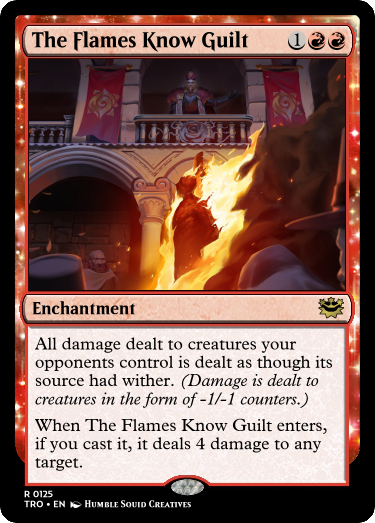 The Flames Know Guilt 1
Enchantment
All damage dealt to creatures your
opponents control is dealt as though its
source had wither. (Damage is dealt to
creatures in the form of -1/-1 counters.)
When The Flames Know Guilt enters,
if you cast it, it deals 4 damage to any
target.
R 0125
TRO • EN Humble Squid Creatives